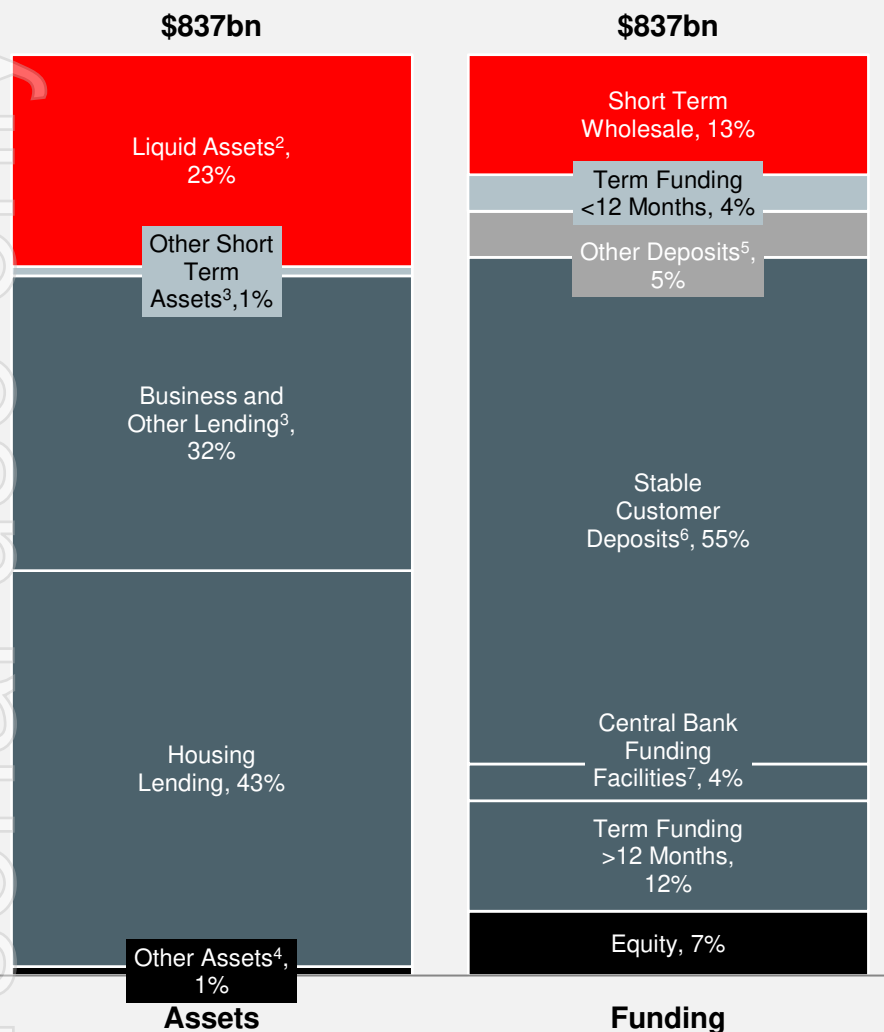 $837bn
Liquid Assets²,
23%
Other Short
Term
Assets³,1%
Business and
Other Lending³,
32%
Housing
Lending, 43%
Other Assets⁴,
1%
Assets
$837bn
Short Term
Wholesale, 13%
Term Funding
<12 Months, 4%
Other Deposits⁵,
5%
Stable
Customer
Deposits⁶, 55%
Central Bank
Funding
Facilities⁷, 4%
Term Funding
>12 Months,
12%
Equity, 7%
Funding